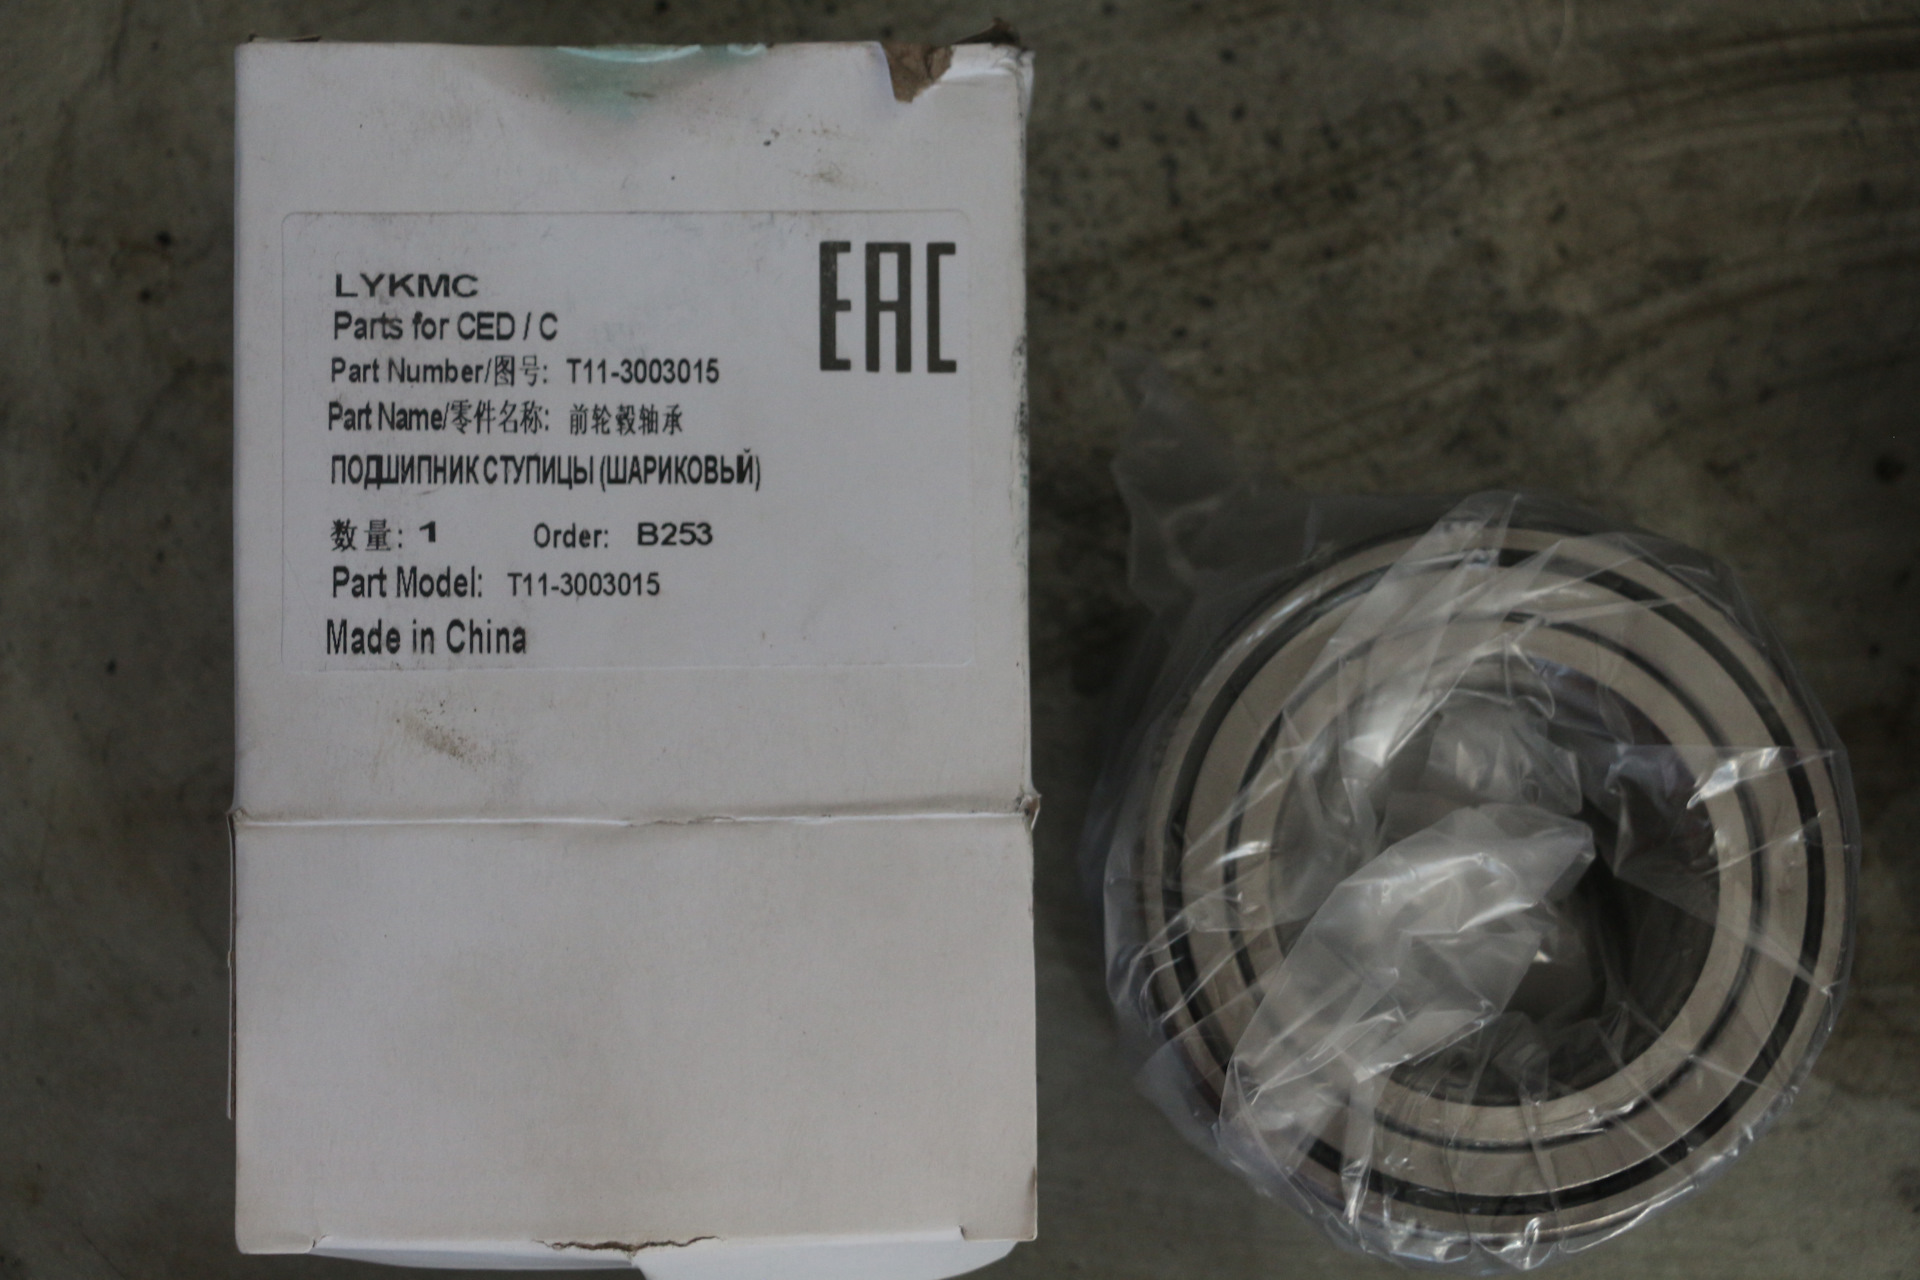 EAC
LYKMC
Parts for CED / C
Part Number/图号: T11-3003015
Part Name/零件名称: 前轮毂轴承
ПОДШИПНИК СТУПИЦЫ (ШАРИКОВЫЙ)
数量: 1 Order: B253
Part Model: T11-3003015
Made in China